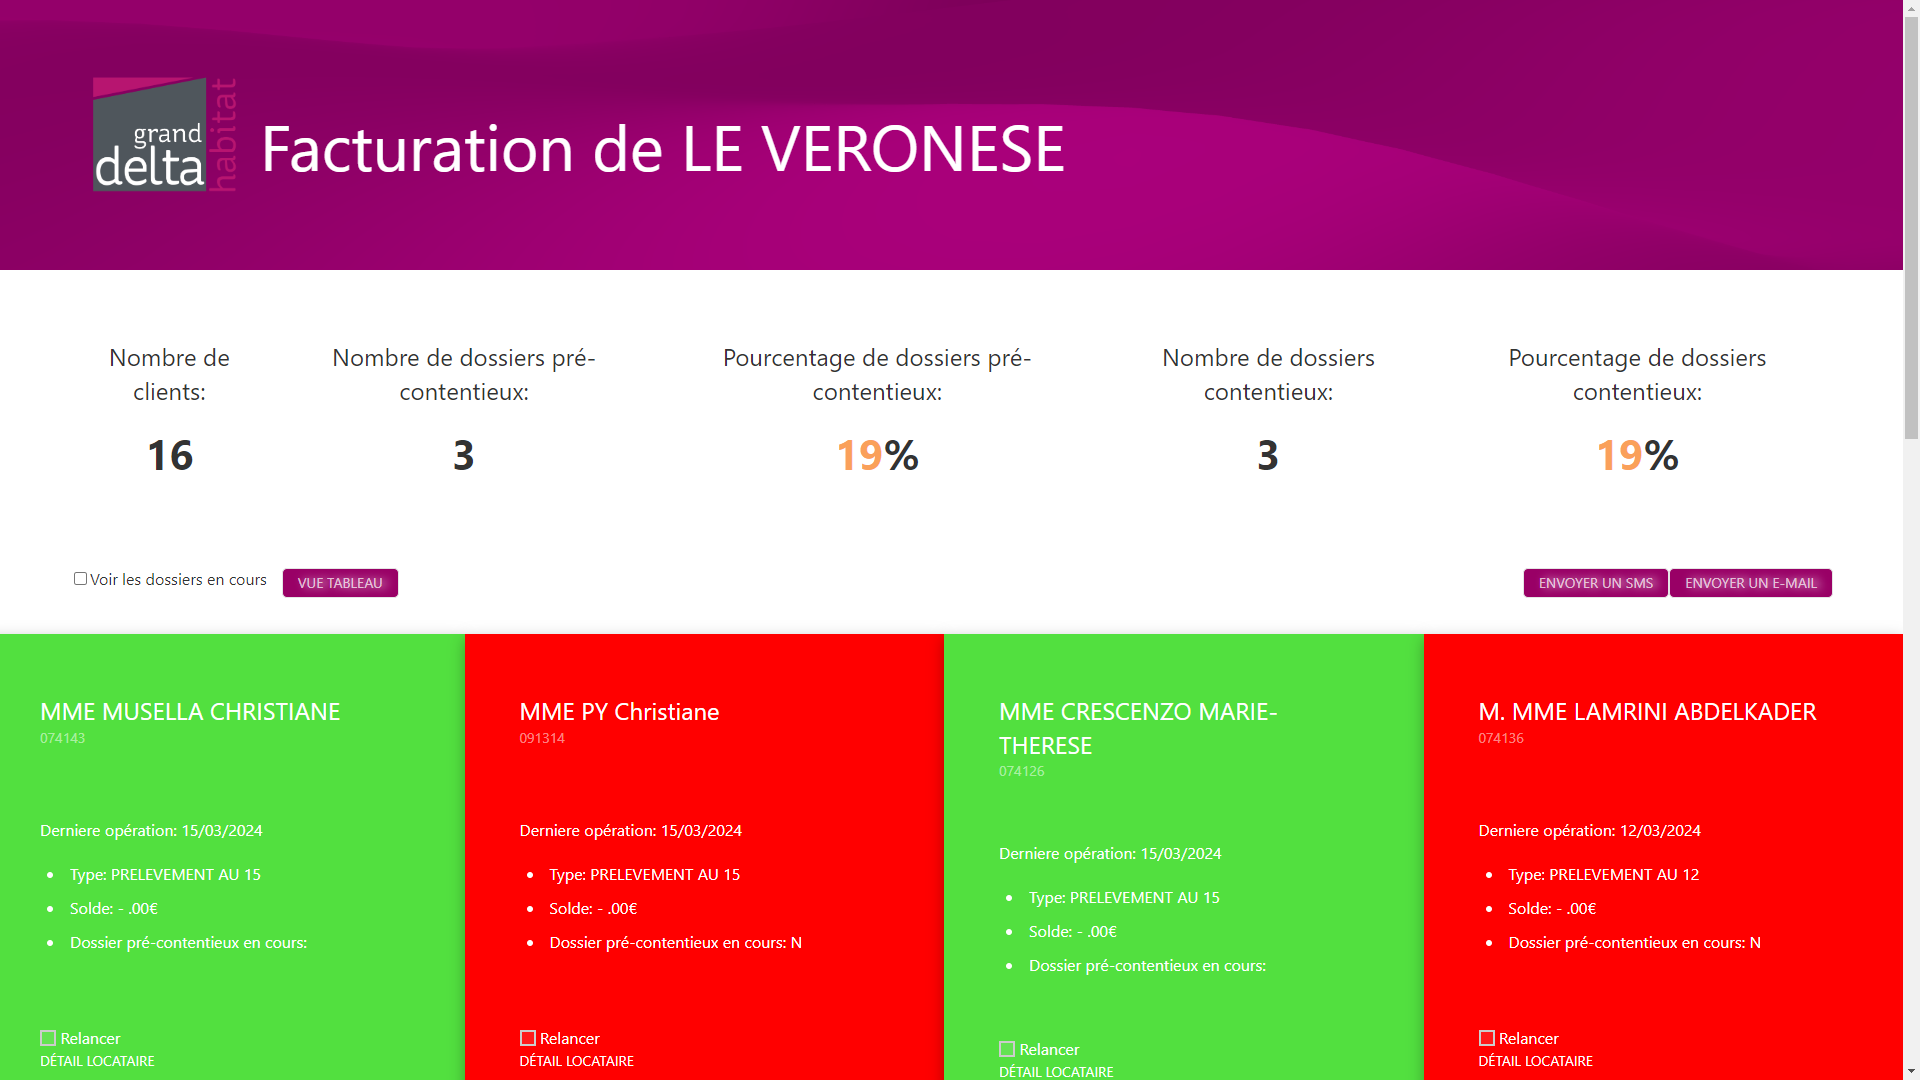 grand
delta
habitat
Facturation de LE VERONESE
Nombre de
clients:
16
Nombre de dossiers pré-
contentieux:
3
Pourcentage de dossiers pré-
contentieux:
19%
Nombre de dossiers
contentieux:
3
Pourcentage de dossiers
contentieux:
19%
Voir les dossiers en cours
VUE TABLEAU
ENVOYER UN SMS
ENVOYER UN E-MAIL
MME MUSELLA CHRISTIANE
074143
Derniere opération: 15/03/2024
Type: PRELEVEMENT AU 15
Solde: - .00€
Dossier pré-contentieux en cours:
Relancer
DÉTAIL LOCATAIRE
MME PY Christiane
091314
Derniere opération: 15/03/2024
Type: PRELEVEMENT AU 15
Solde: - .00€
Dossier pré-contentieux en cours: N
Relancer
DÉTAIL LOCATAIRE
MME CRESCENZO MARIE-
THERESE
074126
Derniere opération: 15/03/2024
Type: PRELEVEMENT AU 15
Solde: - .00€
Dossier pré-contentieux en cours:
Relancer
DÉTAIL LOCATAIRE
M. MME LAMRINI ABDELKADER
074136
Derniere opération: 12/03/2024
Type: PRELEVEMENT AU 12
Solde: - .00€
Dossier pré-contentieux en cours: N
Relancer
DÉTAIL LOCATAIRE